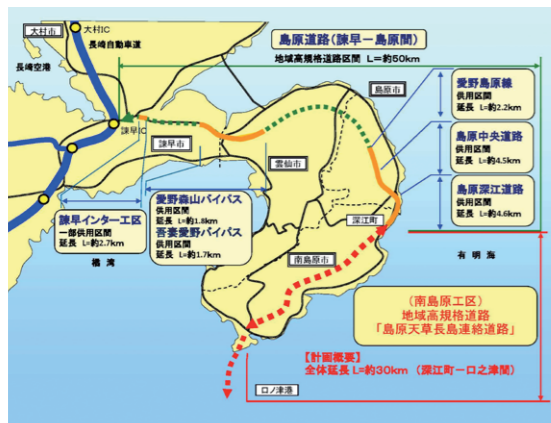 大村市
大村IC
長崎自動車道
長崎空港
島原道路(諫早ー島原間)
地域高規格道路区間 L=約50km
島原市
愛野島原線
供用区間
延長 L=約2.2km
諫早IC
諫早市
雲仙市
島原中央道路
供用区間
延長 L=約4.5km
島原深江道路
供用区間
延長 L=約4.6km
愛野森山バイパス
供用区間
延長 L=約1.8km
吾妻愛野バイパス
供用区間
延長 L=約1.7km
諫早インター工区
一部供用区間
延長 L=約2.7km
深江町
橘湾
有明海
南島原市
(南島原工区)
地域高規格道路
「島原天草長島連絡道路」
【計画概要】
全体延長 L=約30km (深江町ー口之津間)
口ノ津港